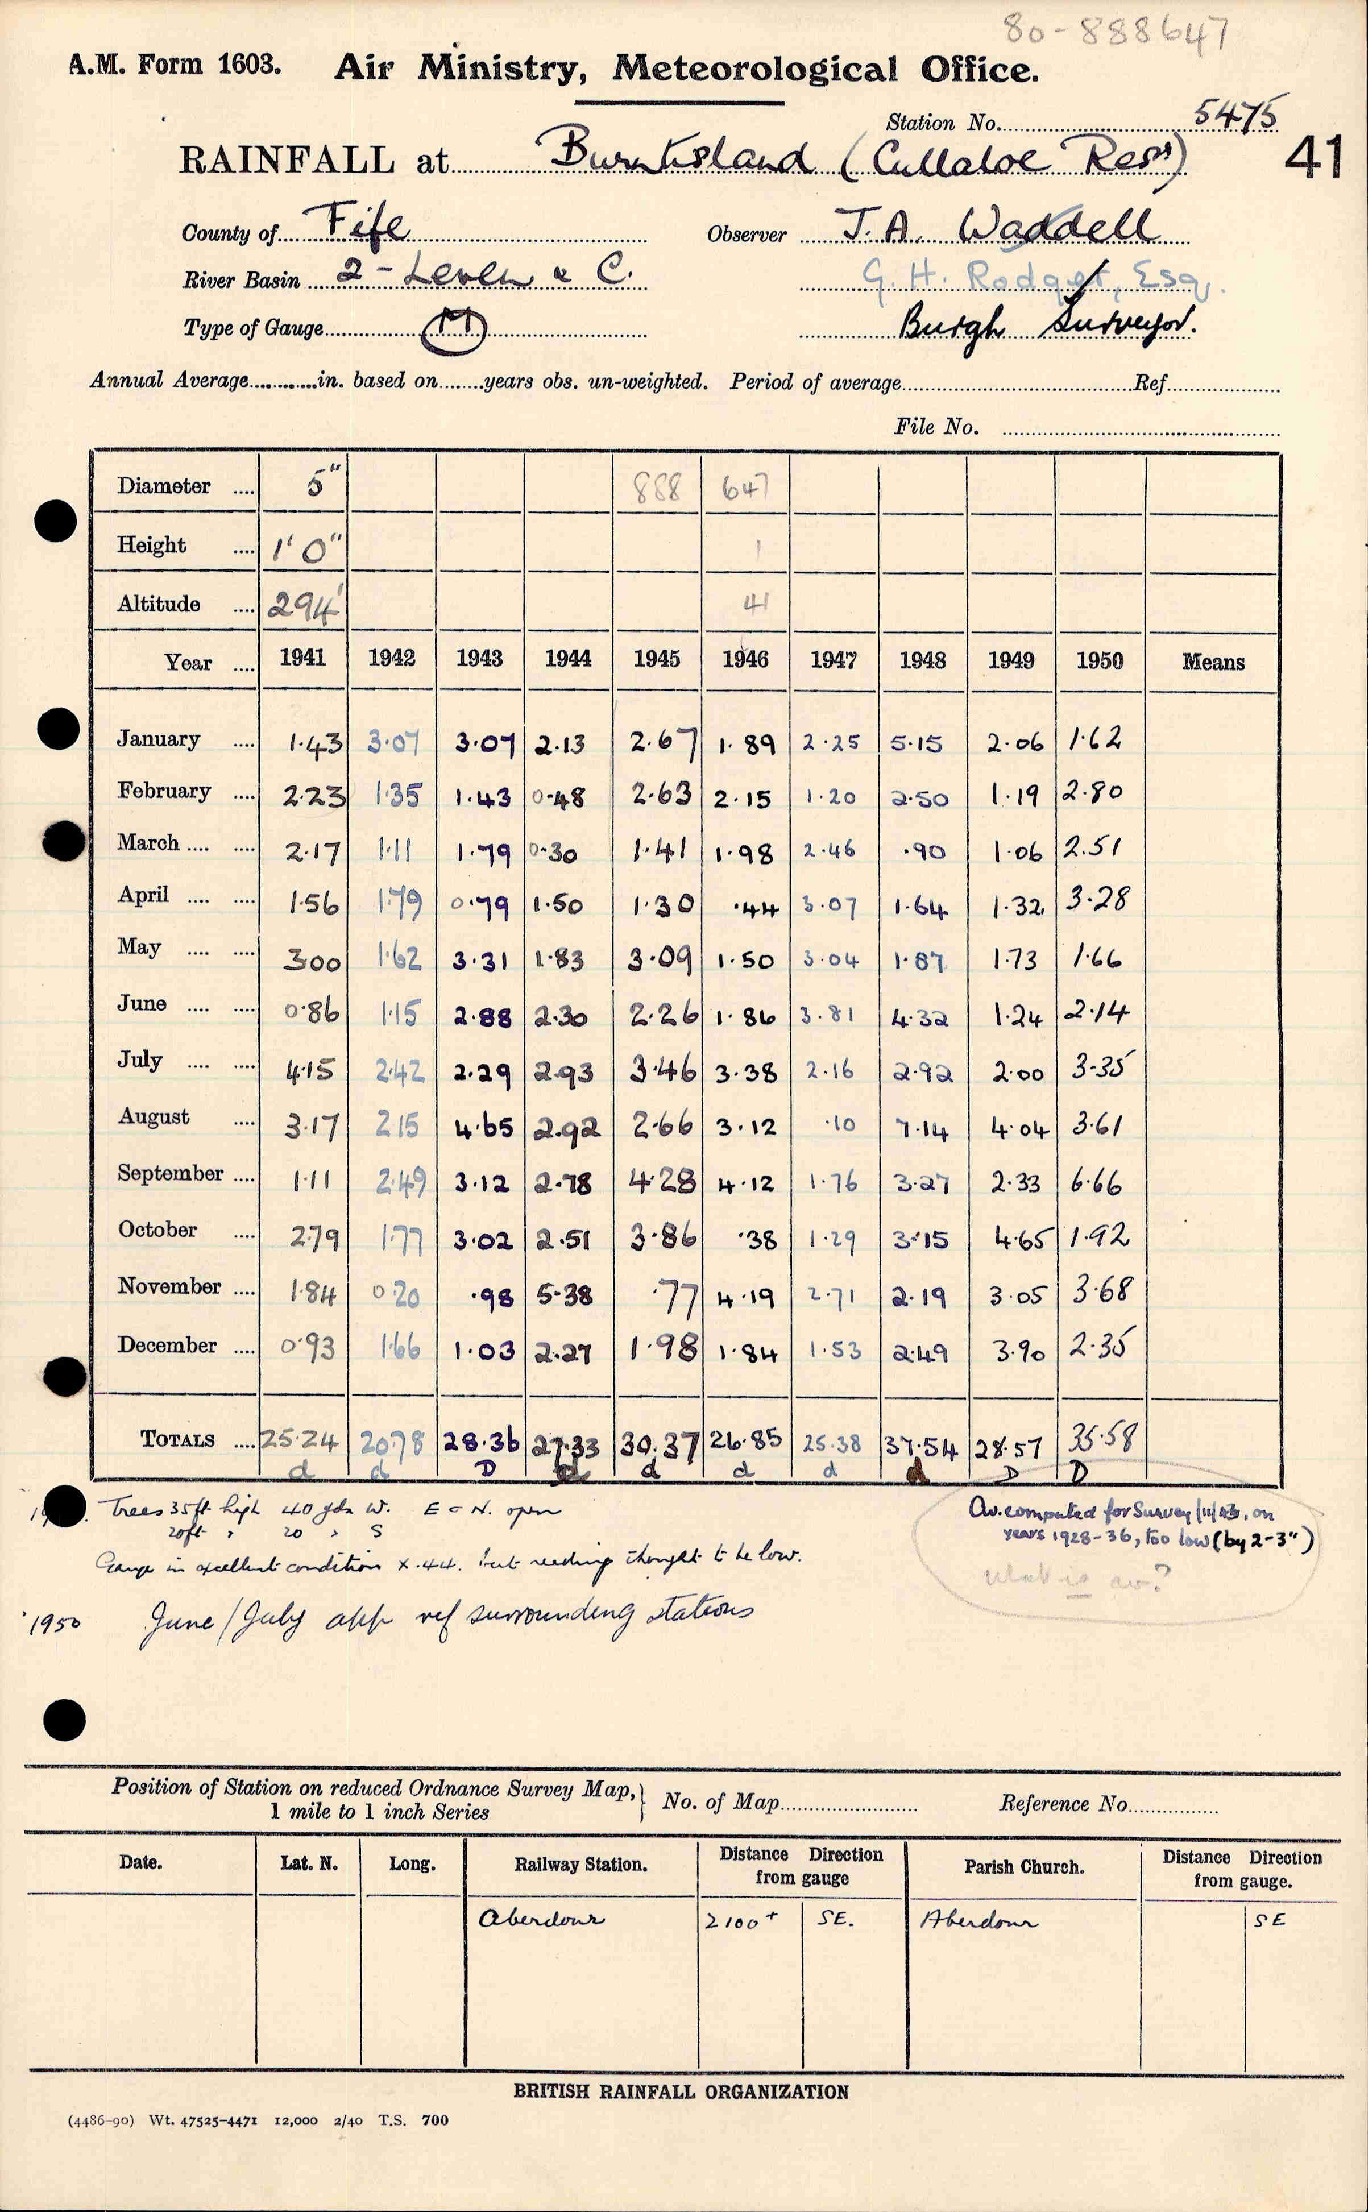 80-888647
A.M. Form 1603. Air Ministry, Meteorological Office.
Station No. 5475
RAINFALL at Burntisland (Cullaloe Resrs) 41
County of Fife Observer J.A. Waddell
River Basin 2 - Leven & C. G. H. Rodger, Esq.
Type of Gauge M Burgh Surveyor.
Annual Average in. based on years obs. un-weighted. Period of average Ref
File No.
Diameter .... 5" 888 647
Height .... 1' 0" 1
Altitude .... 294' 41
Year .... 1941 1942 1943 1944 1945 1946 1947 1948 1949 1950 Means
January .... 1.43 3.07 3.07 2.13 2.67 1.89 2.25 5.15 2.06 1.62
February .... 2.23 1.35 1.43 0.48 2.63 2.15 1.20 2.50 1.19 2.80
March .... .... 2.17 1.11 1.79 0.30 1.41 1.98 2.46 .90 1.06 2.51
April .... .... 1.56 1.79 0.79 1.50 1.30 .44 3.07 1.64 1.32 3.28
May .... .... 3.00 1.62 3.31 1.83 3.09 1.50 3.04 1.87 1.73 1.66
June .... .... 0.86 1.15 2.88 2.30 2.26 1.86 3.81 4.32 1.24 2.14
July .... .... 4.15 2.42 2.29 2.93 3.46 3.38 2.16 2.92 2.00 3.35
August .... 3.17 2.15 4.65 2.92 2.66 3.12 .10 7.14 4.04 3.61
September .... 1.11 2.49 3.12 2.78 4.28 4.12 1.76 3.27 2.33 6.66
October .... 2.79 1.77 3.02 2.51 3.86 .38 1.29 3.15 4.65 1.92
November .... 1.84 0.20 .98 5.38 .77 4.19 2.71 2.19 3.05 3.68
December .... 0.93 1.66 1.03 2.27 1.98 1.84 1.53 2.49 3.90 2.35
TOTALS .... 25.24 20.78 28.36 27.33 30.37 26.85 25.38 37.54 28.57 35.58
d d D d d d d d D D
Trees 35ft high 40 yds W. E & N. open
20ft " 20 " S
Gauge in excellent condition x.44. but reading thought to be low.
Av. computed for Survey on
years 1928-36, too low (by 2-3")
what is av?
1950 June/July app ref surrounding stations
Position of Station on reduced Ordnance Survey Map,
1 mile to 1 inch Series
No. of Map Reference No.
Date. Lat. N. Long. Railway Station. Distance Direction from gauge Parish Church. Distance Direction from gauge.
Aberdour 2100+ SE. Aberdour SE
BRITISH RAINFALL ORGANIZATION
(4486-90) Wt. 47525-4471 12,000 2/40 T.S. 700